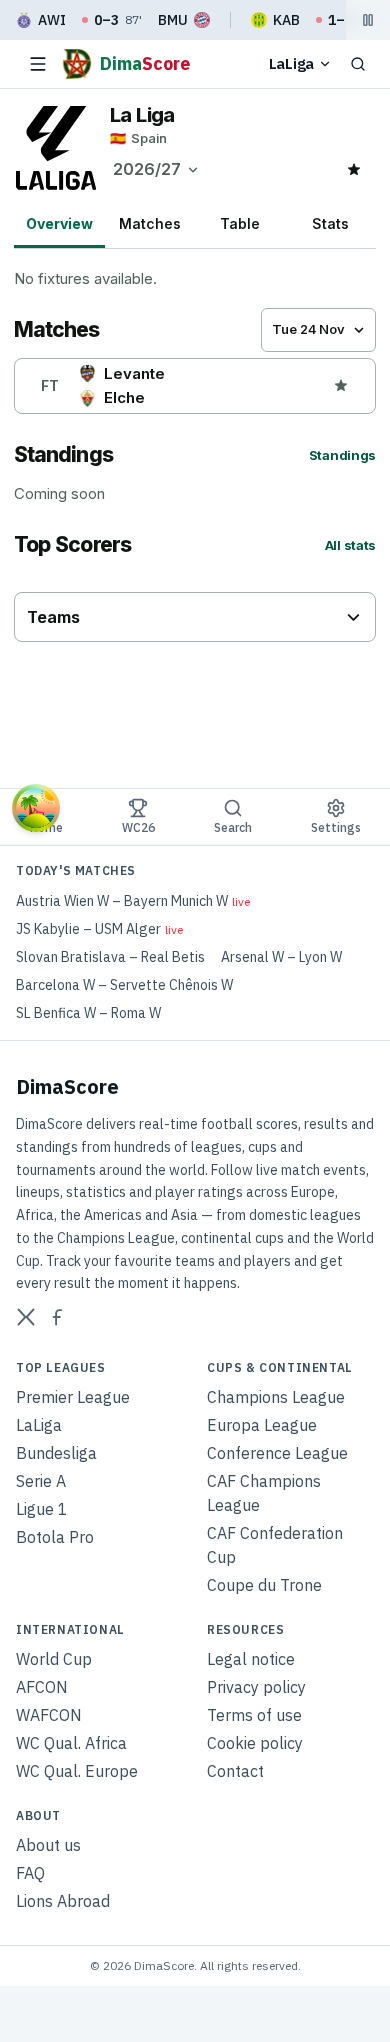 AWI 0–3 87' BMU KAB 1–
DimaScore LaLiga
La Liga
🇪🇸 Spain
2026/27
LALIGA
Overview Matches Table Stats
No fixtures available.
Matches Tue 24 Nov
FT Levante
Elche
Standings Standings
Coming soon
Top Scorers All stats
Teams
Home WC26 Search Settings
TODAY'S MATCHES
Austria Wien W – Bayern Munich W live
JS Kabylie – USM Alger live
Slovan Bratislava – Real Betis Arsenal W – Lyon W
Barcelona W – Servette Chênois W
SL Benfica W – Roma W
DimaScore
DimaScore delivers real-time football scores, results and
standings from hundreds of leagues, cups and
tournaments around the world. Follow live match events,
lineups, statistics and player ratings across Europe,
Africa, the Americas and Asia — from domestic leagues
to the Champions League, continental cups and the World
Cup. Track your favourite teams and players and get
every result the moment it happens.
TOP LEAGUES
Premier League
LaLiga
Bundesliga
Serie A
Ligue 1
Botola Pro
CUPS & CONTINENTAL
Champions League
Europa League
Conference League
CAF Champions
League
CAF Confederation
Cup
Coupe du Trone
INTERNATIONAL
World Cup
AFCON
WAFCON
WC Qual. Africa
WC Qual. Europe
RESOURCES
Legal notice
Privacy policy
Terms of use
Cookie policy
Contact
ABOUT
About us
FAQ
Lions Abroad
© 2026 DimaScore. All rights reserved.